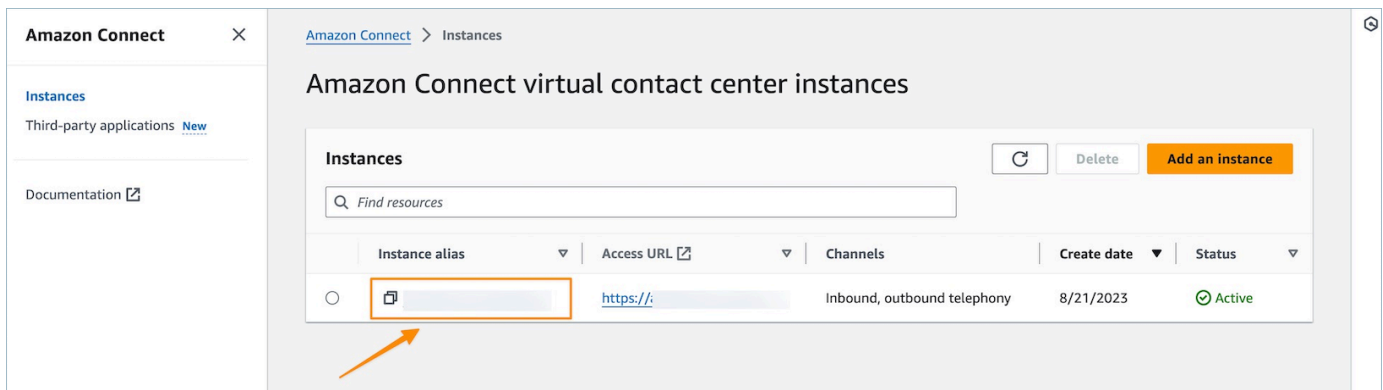 Amazon Connect
Instances
Third-party applications New
Documentation
Amazon Connect > Instances
Amazon Connect virtual contact center instances
Instances
Delete
Add an instance
Find resources
Instance alias Access URL Channels Create date Status
https:// Inbound, outbound telephony 8/21/2023 Active